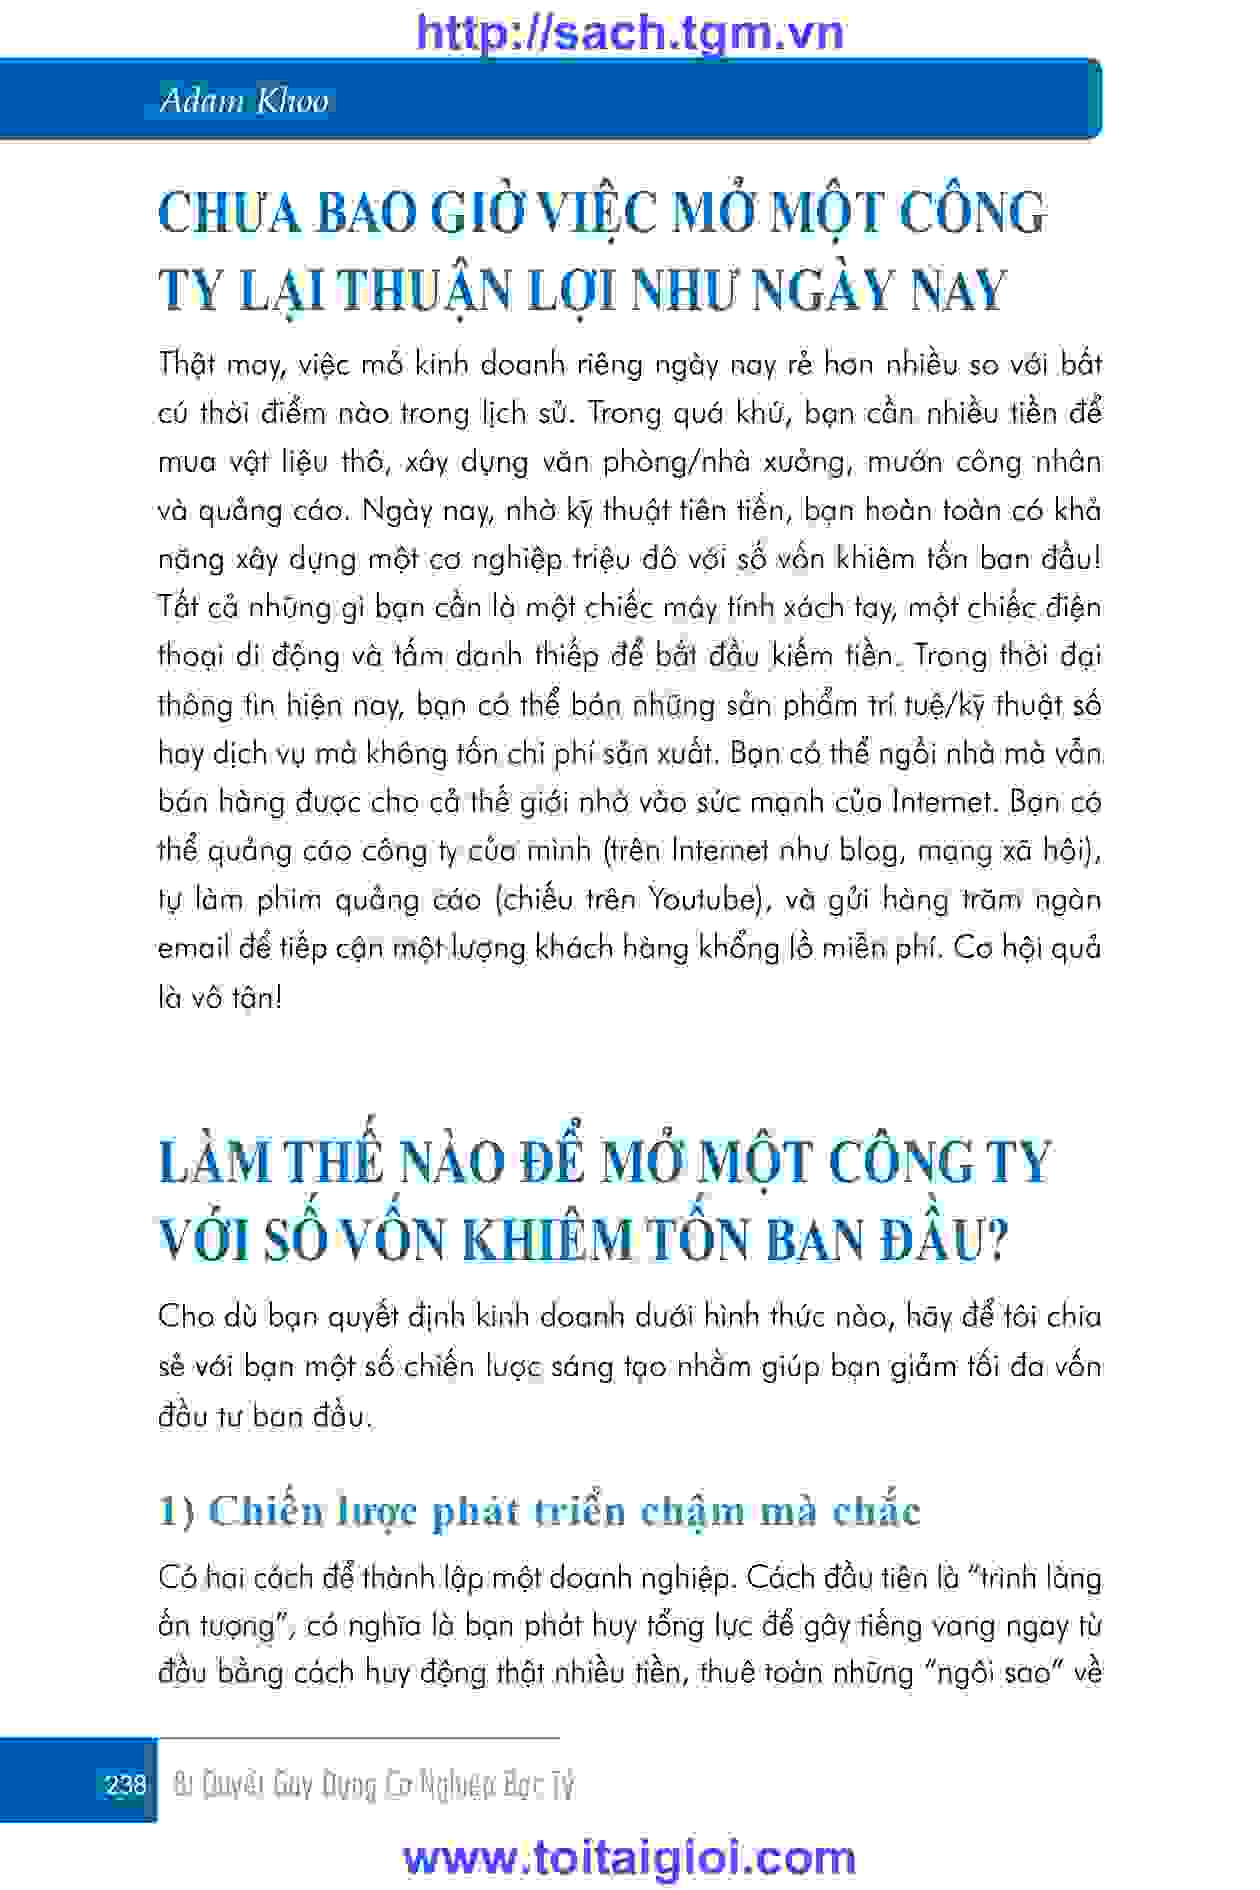 http://sach.tgm.vn
Adam Khoo
CHƯA BAO GIỜ VIỆC MỞ MỘT CÔNG
TY LẠI THUẬN LỢI NHƯ NGÀY NAY
Thật may, việc mở kinh doanh riêng ngày nay rẻ hơn nhiều so với bất
cứ thời điểm nào trong lịch sử. Trong quá khứ, bạn cần nhiều tiền để
mua vật liệu thô, xây dựng văn phòng/nhà xưởng, mướn công nhân
và quảng cáo. Ngày nay, nhờ kỹ thuật tiên tiến, bạn hoàn toàn có khả
năng xây dựng một cơ nghiệp triệu đô với số vốn khiêm tốn ban đầu!
Tất cả những gì bạn cần là một chiếc máy tính xách tay, một chiếc điện
thoại di động và tấm danh thiếp để bắt đầu kiếm tiền. Trong thời đại
thông tin hiện nay, bạn có thể bán những sản phẩm trí tuệ/kỹ thuật số
hay dịch vụ mà không tốn chi phí sản xuất. Bạn có thể ngồi nhà mà vẫn
bán hàng được cho cả thế giới nhờ vào sức mạnh của Internet. Bạn có
thể quảng cáo công ty của mình (trên Internet như blog, mạng xã hội),
tự làm phim quảng cáo (chiếu trên Youtube), và gửi hàng trăm ngàn
email để tiếp cận một lượng khách hàng khổng lồ miễn phí. Cơ hội quả
là vô tận!
LÀM THẾ NÀO ĐỂ MỞ MỘT CÔNG TY
VỚI SỐ VỐN KHIÊM TỐN BAN ĐẦU?
Cho dù bạn quyết định kinh doanh dưới hình thức nào, hãy để tôi chia
sẻ với bạn một số chiến lược sáng tạo nhằm giúp bạn giảm tối đa vốn
đầu tư ban đầu.
1) Chiến lược phát triển chậm mà chắc
Có hai cách để thành lập một doanh nghiệp. Cách đầu tiên là “trình làng
ấn tượng”, có nghĩa là bạn phát huy tổng lực để gây tiếng vang ngay từ
đầu bằng cách huy động thật nhiều tiền, thuê toàn những “ngôi sao” về
238 Bí Quyết Gây Dựng Cơ Nghiệp Bạc Tỷ
www.toitaigioi.com